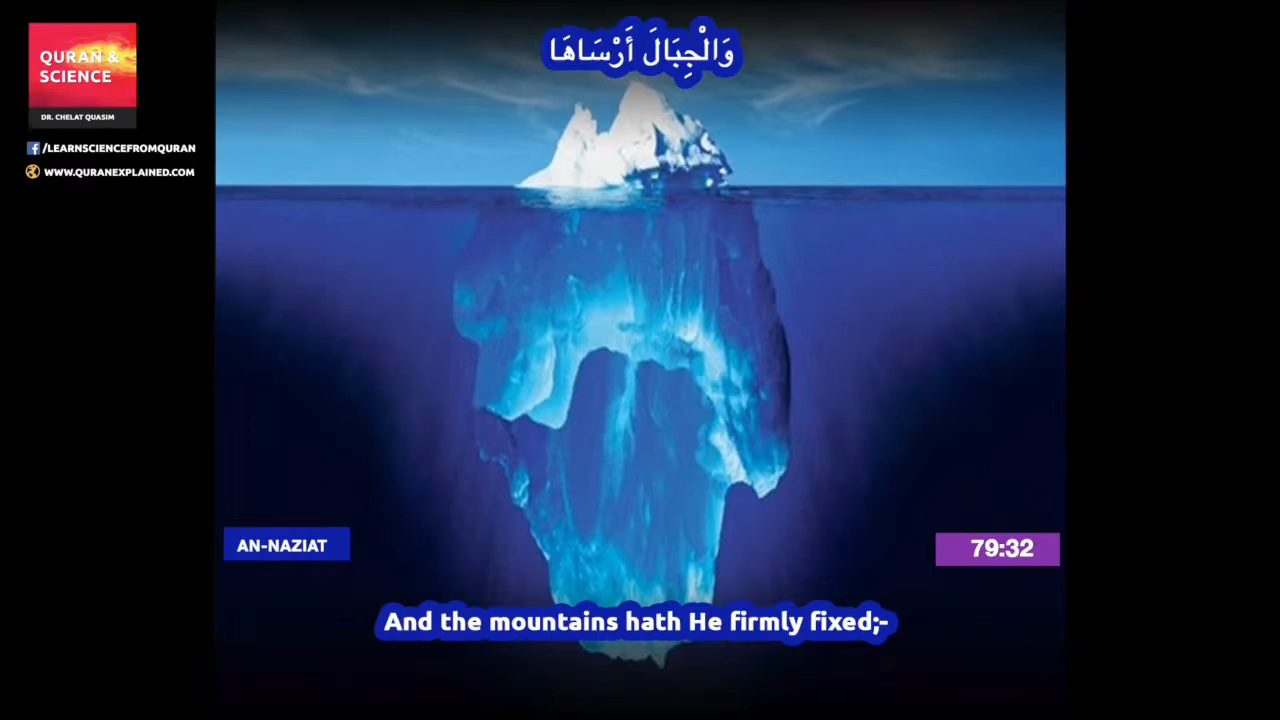 وَالْجِبَالَ أَرْسَاهَا
QURAN &
SCIENCE
DR. CHELAT QUASIM
/LEARNSCIENCEFROMQURAN
WWW.QURANEXPLAINED.COM
AN-NAZIAT
79:32
And the mountains hath He firmly fixed;-